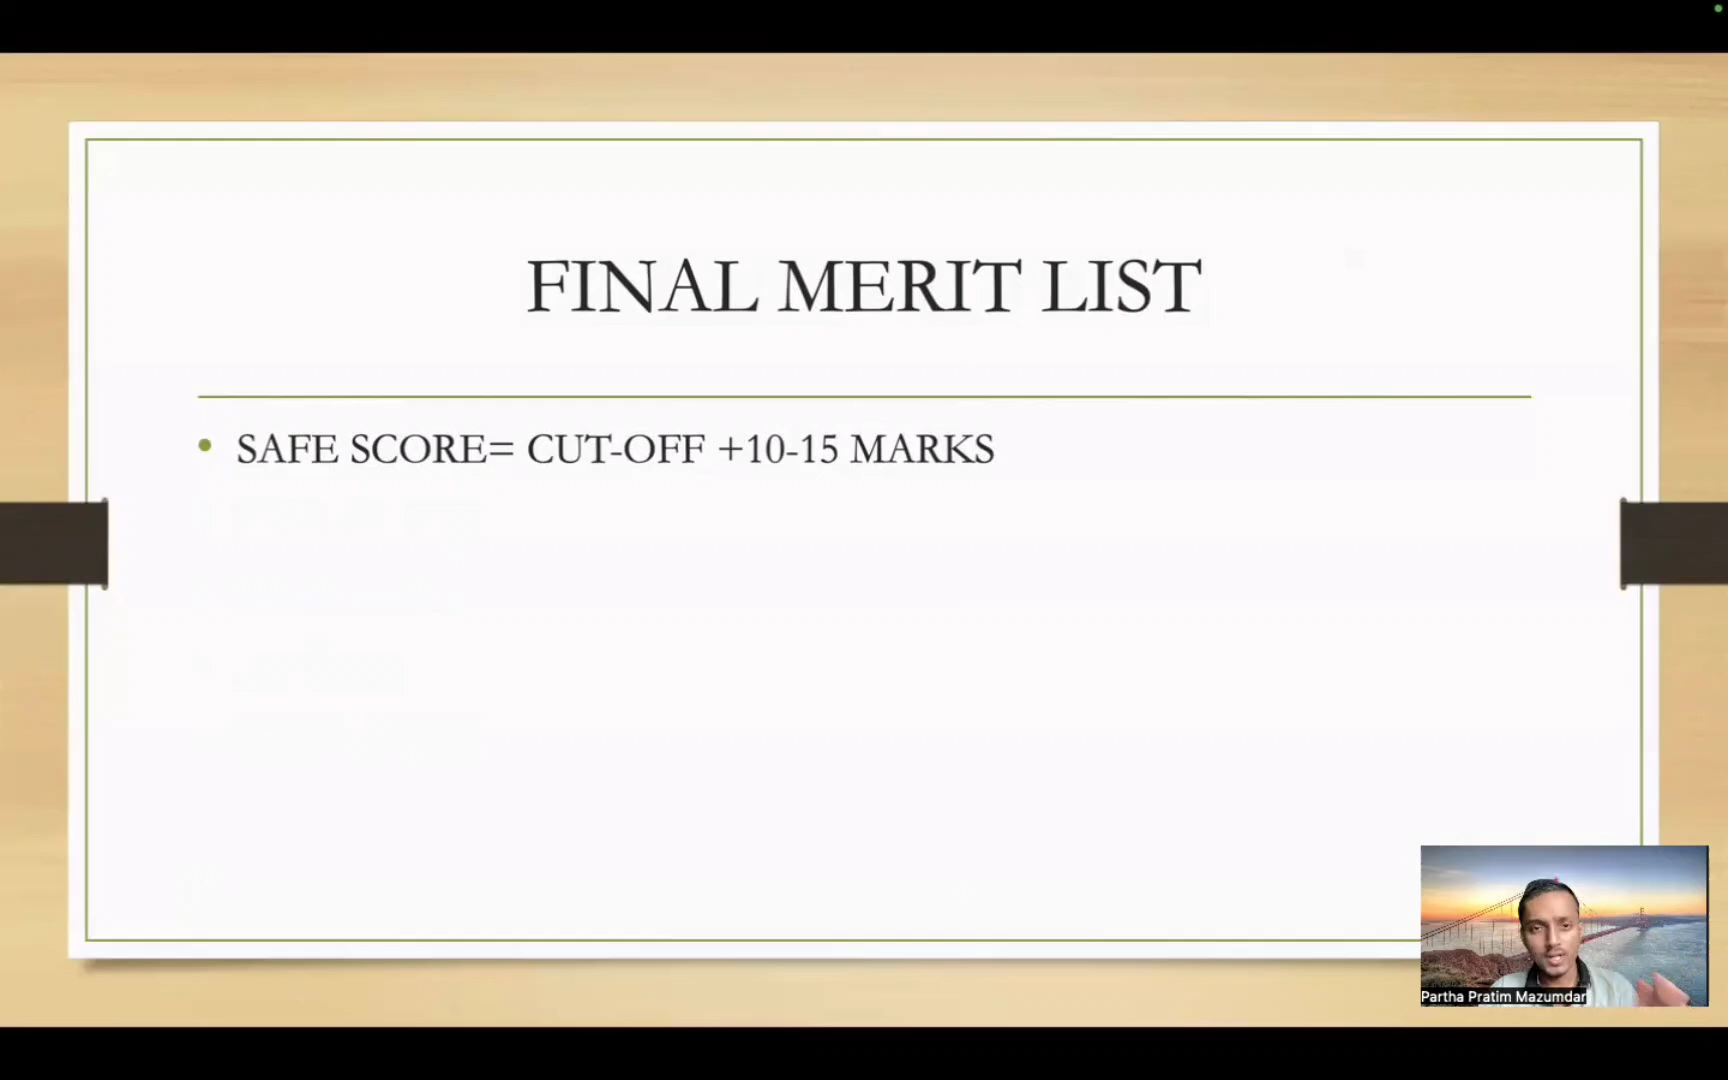 FINAL MERIT LIST
SAFE SCORE= CUT-OFF +10-15 MARKS
Partha Pratim Mazumdar